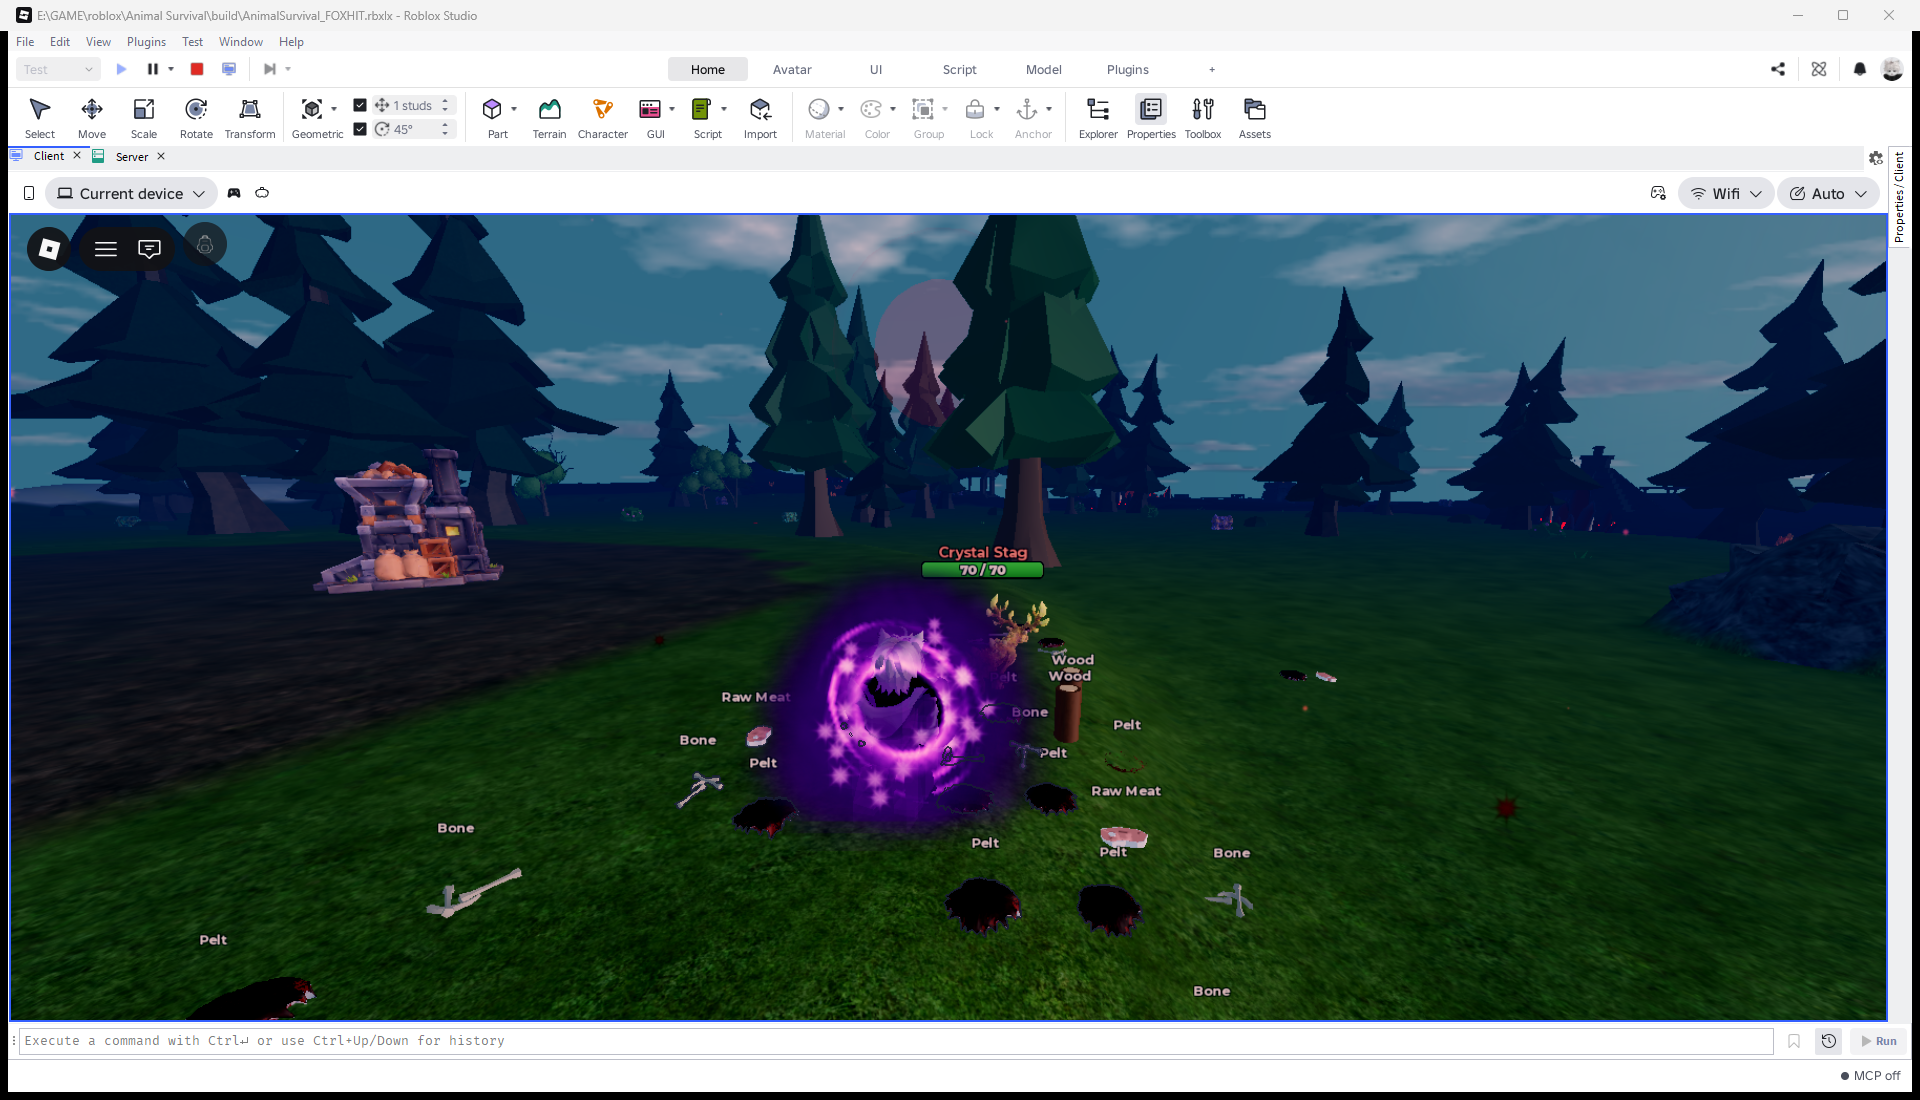 E:\GAME\roblox\Animal Survival\build\AnimalSurvival_FOXHIT.rbxlx - Roblox Studio
File Edit View Plugins Test Window Help
Test Home Avatar UI Script Model Plugins +
1 studs
45°
Select Move Scale Rotate Transform Geometric Part Terrain Character GUI Script Import Material Color Group Lock Anchor Explorer Properties Toolbox Assets
Client Server
Properties / Client
Current device Wifi Auto
Crystal Stag
70 / 70
Wood
Wood
Raw Meat
Bone
Pelt
Bone
Pelt
Pelt
Raw Meat
Bone
Pelt
Pelt
Bone
Pelt
Bone
Execute a command with Ctrl↵ or use Ctrl+Up/Down for history
Run
MCP off